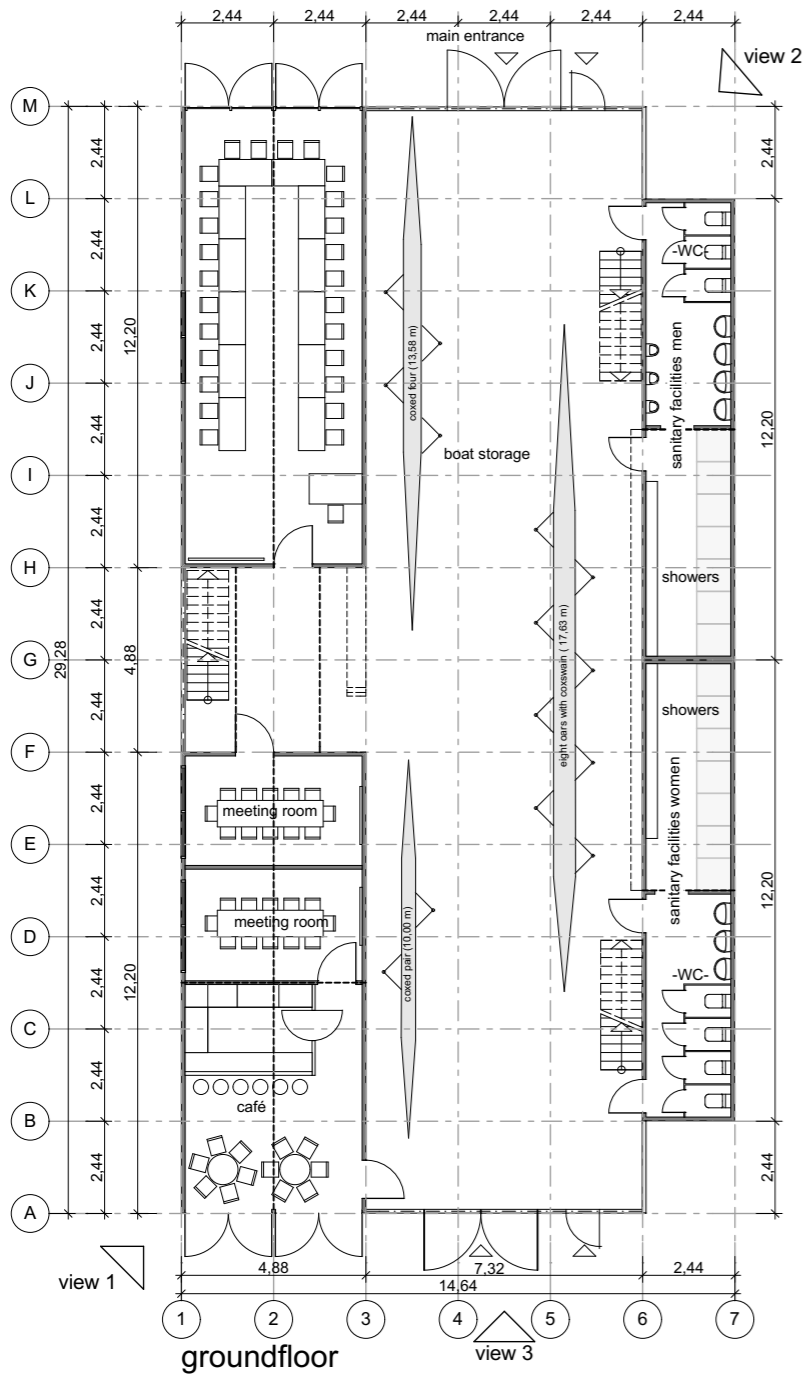 2,44 2,44 2,44 2,44 2,44 2,44
main entrance
view 2
M
L
K
J
I
H
G
F
E
D
C
B
A
2,44
2,44
2,44
2,44
2,44
2,44
2,44
2,44
2,44
2,44
2,44
2,44
29,28
12,20
4,88
12,20
2,44
12,20
12,20
2,44
-WC-
sanitary facilities men
coxed four (13,58 m)
boat storage
showers
eight oars with coxswain ( 17,63 m)
showers
sanitary facilities women
meeting room
meeting room
coxed pair (10,00 m)
-WC-
café
view 1
4,88 7,32 2,44
14,64
1 2 3 4 5 6 7
view 3
groundfloor